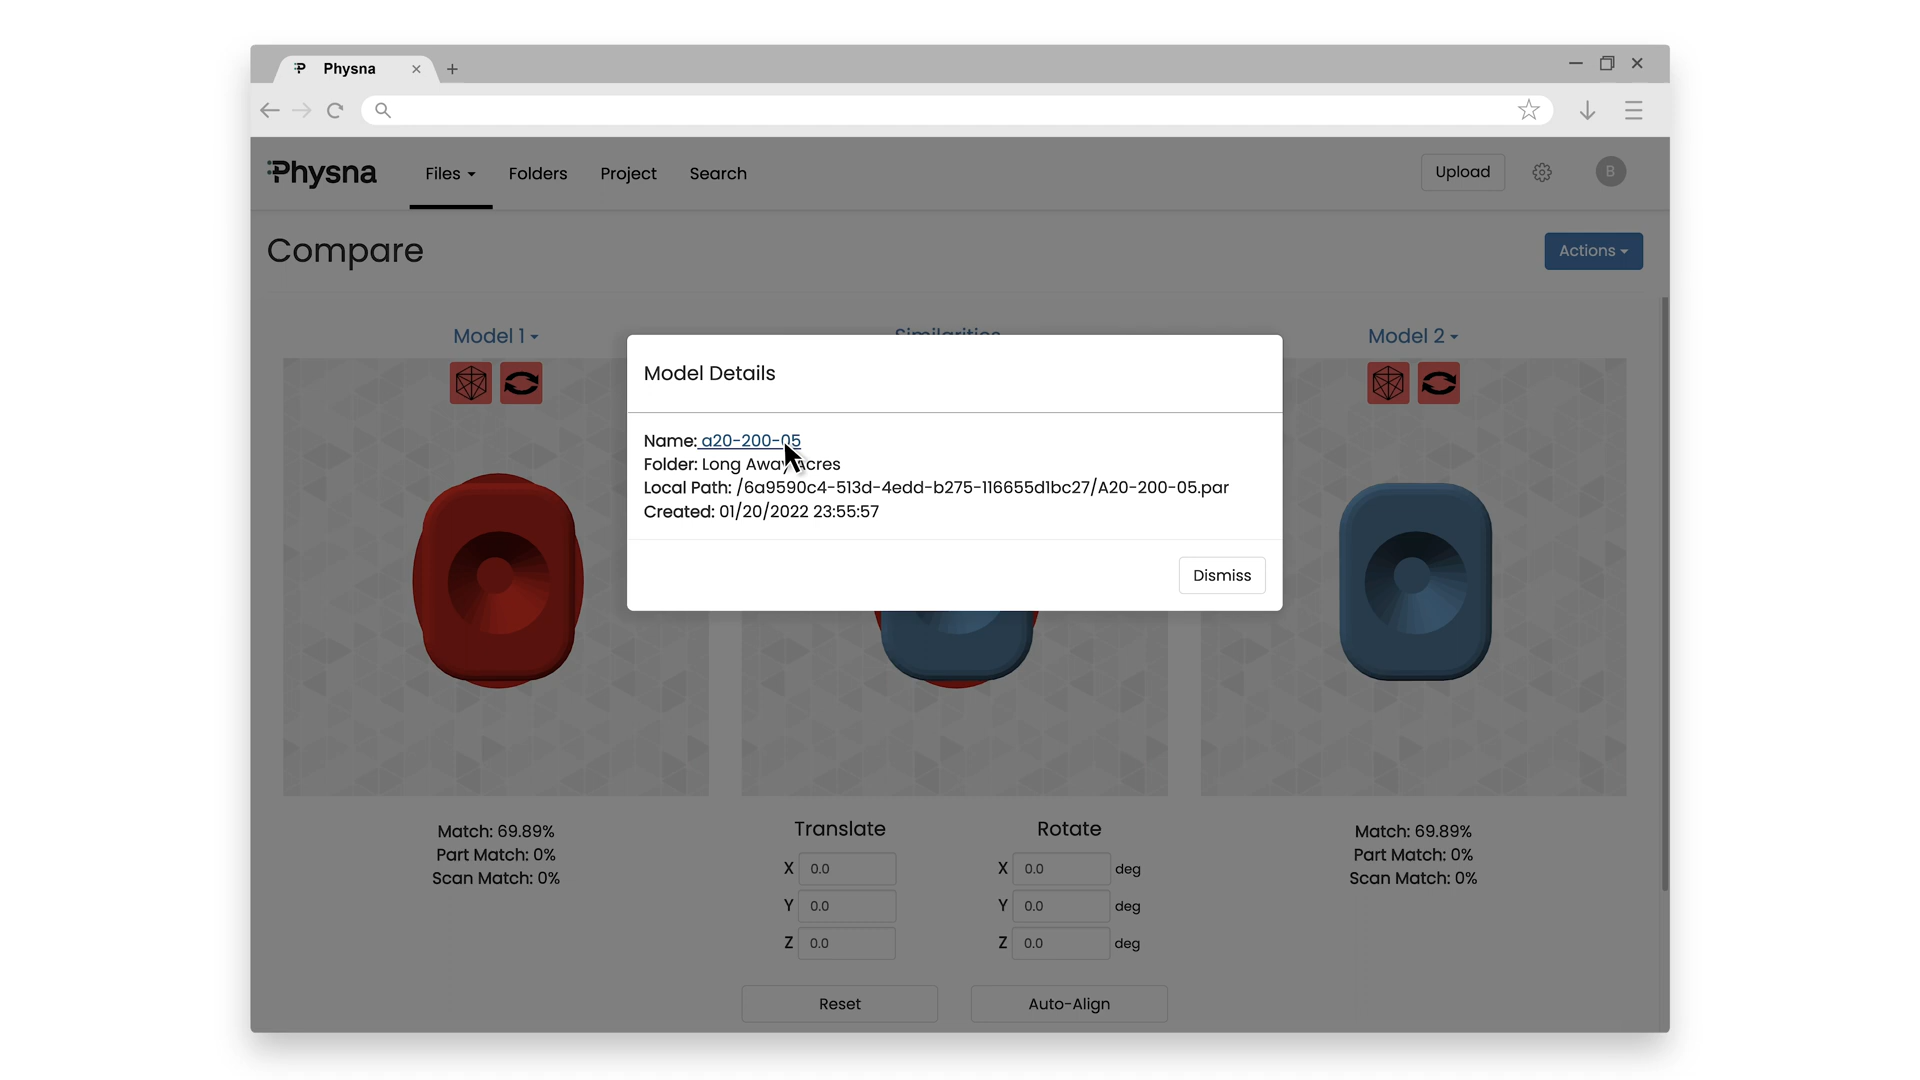 Physna
Physna
Files
Folders
Project
Search
Upload
B
Compare
Actions
Model 1
Similarities
Model 2
Model Details
Name: a20-200-05
Folder: Long Away Acres
Local Path: /6a9590c4-513d-4edd-b275-116655d1bc27/A20-200-05.par
Created: 01/20/2022 23:55:57
Dismiss
Match: 69.89%
Part Match: 0%
Scan Match: 0%
Translate
X 0.0
Y 0.0
Z 0.0
Reset
Rotate
X 0.0 deg
Y 0.0 deg
Z 0.0 deg
Auto-Align
Match: 69.89%
Part Match: 0%
Scan Match: 0%